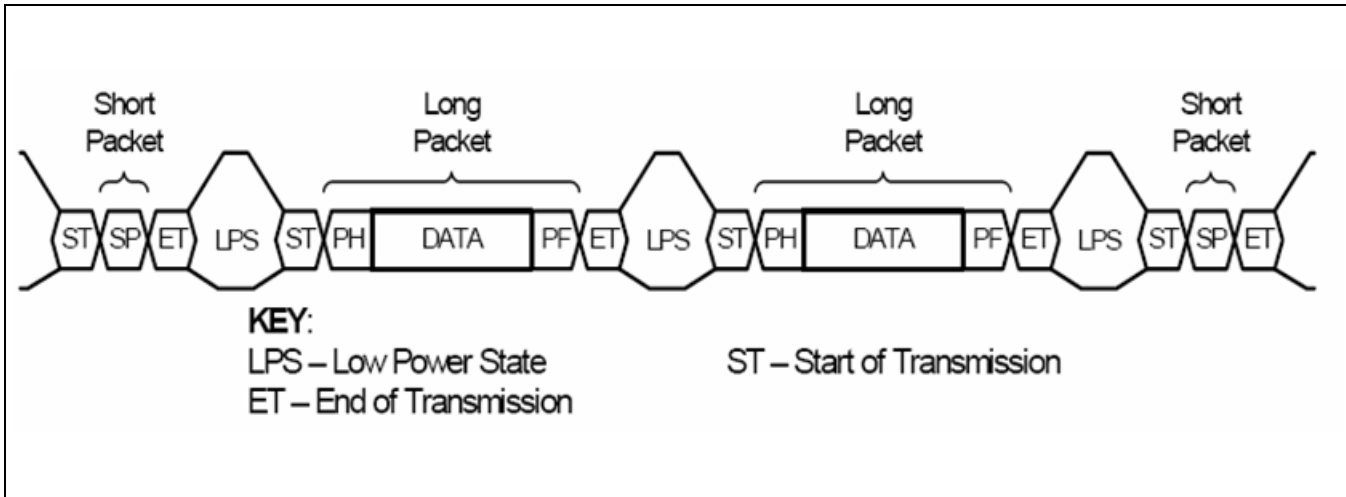 Short Packet
Long Packet
Long Packet
Short Packet
ST SP ET LPS ST PH DATA PF ET LPS ST PH DATA PF ET LPS ST SP ET
KEY:
LPS – Low Power State
ST – Start of Transmission
ET – End of Transmission